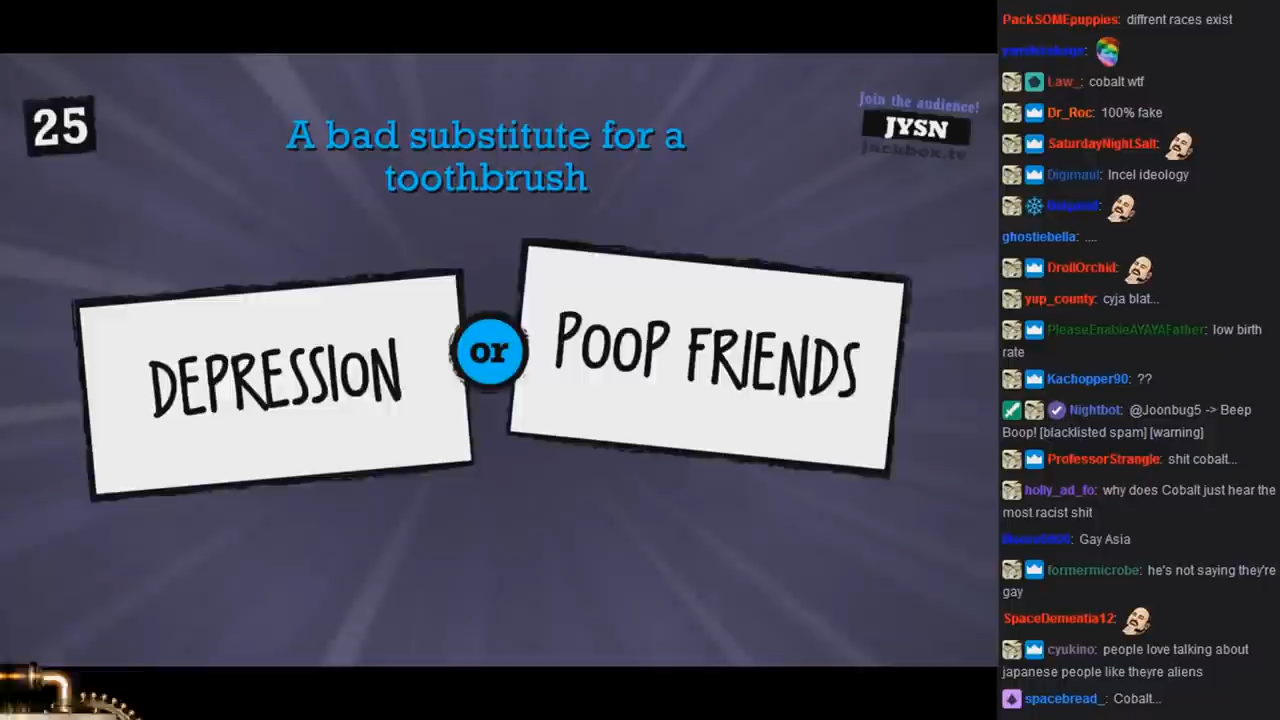 25
A bad substitute for a
toothbrush
Join the audience!
JYSN
jackbox.tv
DEPRESSION
or
POOP FRIENDS
PackSOMEpuppies: diffrent races exist
Law_: cobalt wtf
Dr_Roc: 100% fake
SaturdayNightSalt:
Digimaul: Incel ideology
ghostiebella: ....
DrollOrchid:
yup_county: cyja blat...
PleaseEnableAYAYAFather: low birth
rate
Kachopper90: ??
Nightbot: @Joonbug5 -> Beep
Boop! [blacklisted spam] [warning]
ProfessorStrangle: shit cobalt...
holly_ad_fo: why does Cobalt just hear the
most racist shit
Gay Asia
formermicrobe: he's not saying they're
gay
SpaceDementia12:
cyukino: people love talking about
japanese people like theyre aliens
spacebread_: Cobalt...